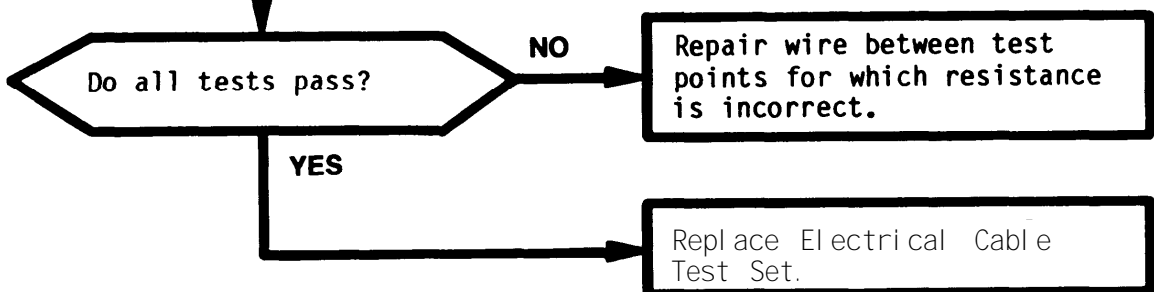 Do all tests pass?
NO
Repair wire between test
points for which resistance
is incorrect.
YES
Replace Electrical Cable
Test Set.